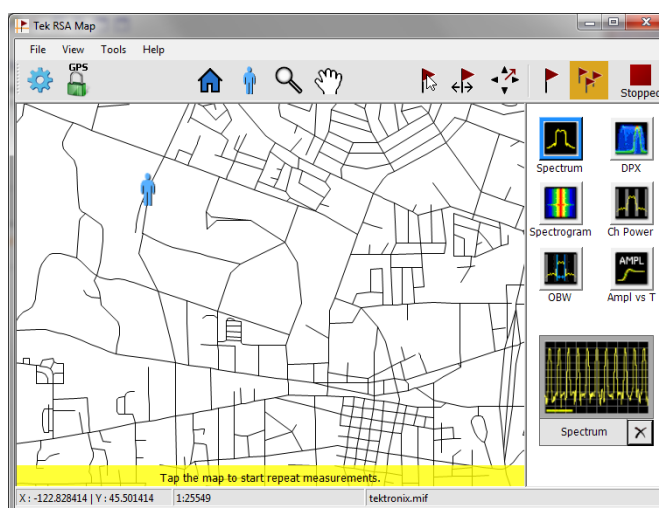 Tek RSA Map
File View Tools Help
GPS
Stopped
Spectrum DPX
Spectrogram Ch Power
AMPL
OBW Ampl vs T
Spectrum
Tap the map to start repeat measurements.
X : -122.828414 | Y : 45.501414 1:25549 tektronix.mif